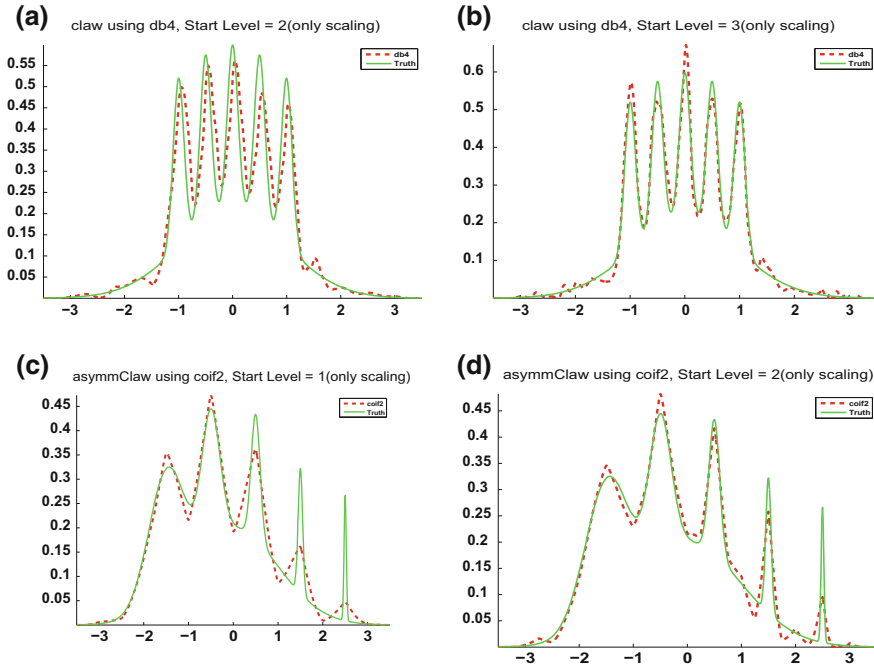 (a)
claw using db4, Start Level = 2(only scaling)
db4
Truth
0.55
0.5
0.45
0.4
0.35
0.3
0.25
0.2
0.15
0.1
0.05
−3 −2 −1 0 1 2 3
(b)
claw using db4, Start Level = 3(only scaling)
db4
Truth
0.6
0.5
0.4
0.3
0.2
0.1
−3 −2 −1 0 1 2 3
(c)
asymmClaw using coif2, Start Level = 1(only scaling)
coif2
Truth
0.45
0.4
0.35
0.3
0.25
0.2
0.15
0.1
0.05
−3 −2 −1 0 1 2 3
(d)
asymmClaw using coif2, Start Level = 2(only scaling)
coif2
Truth
0.45
0.4
0.35
0.3
0.25
0.2
0.15
0.1
0.05
−3 −2 −1 0 1 2 3